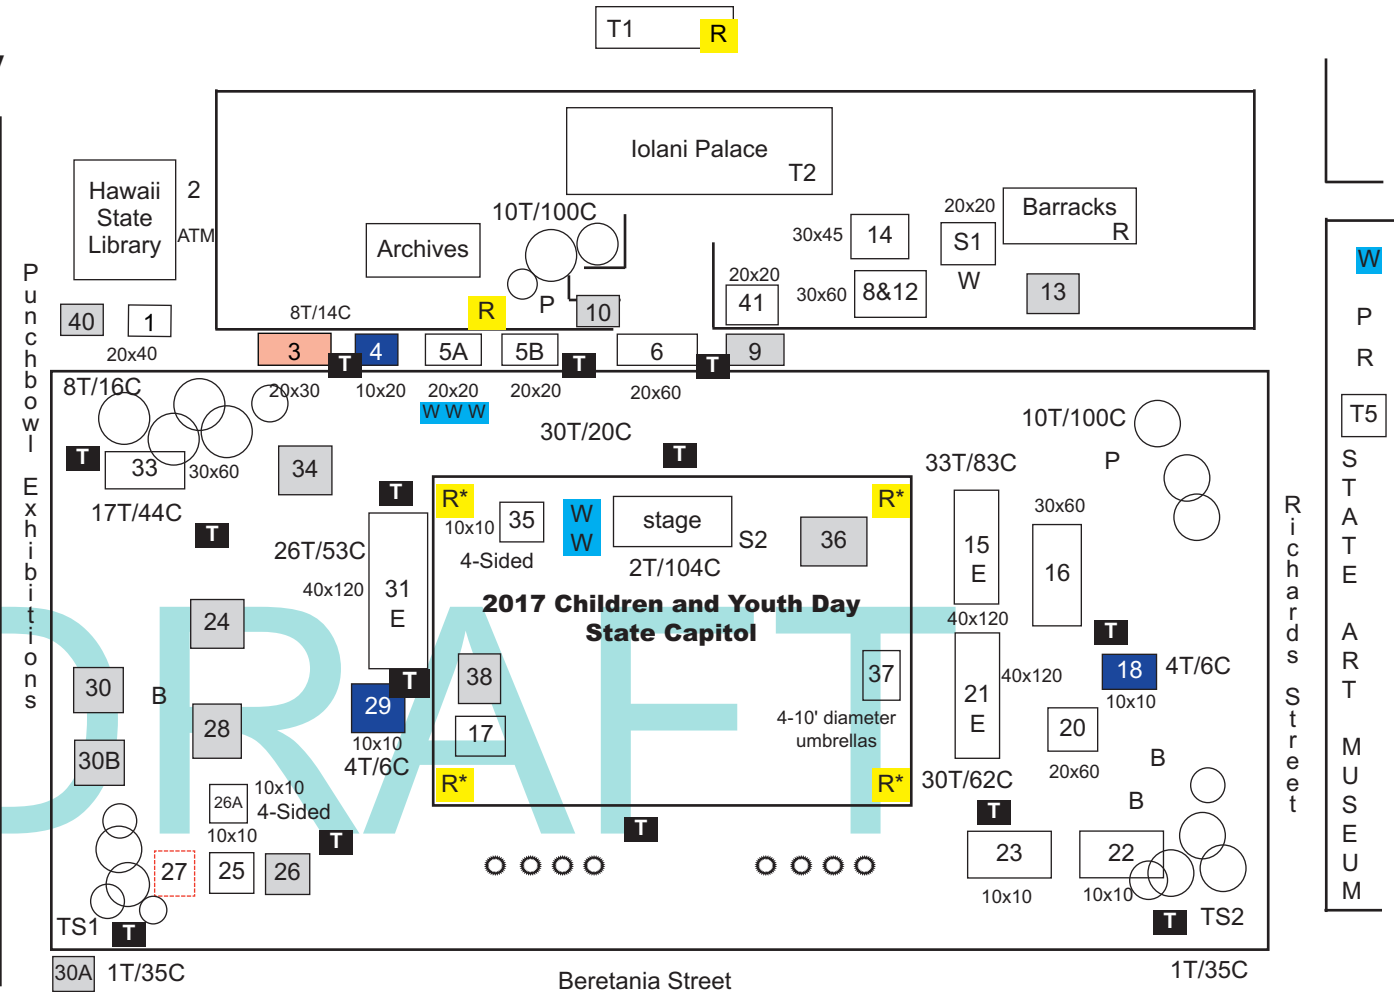 T1
R
Iolani Palace
T2
Hawaii
State
Library
2
ATM
10T/100C
Archives
20x20
Barracks
R
30x45
14
S1
W
W
20x20
41
30x60
8&12
13
P
R
8T/14C
R
P
10
40
1
20x40
3
T
4
5A
5B
T
6
T
9
8T/16C
20x30
10x20
20x20
20x20
20x60
W W W
30T/20C
10T/100C
T5
T
33
30x60
34
T
33T/83C
P
17T/44C
T
T
R*
10x10
35
4-Sided
W
W
stage
S2
2T/104C
36
R*
30x60
15
E
16
26T/53C
40x120
31
E
2017 Children and Youth Day
State Capitol
40x120
24
T
T
30
B
28
29
10x10
4T/6C
38
17
37
4-10' diameter
umbrellas
21
E
40x120
18
10x10
4T/6C
20
20x60
30B
R*
R*
30T/62C
B
B
26A
10x10
4-Sided
10x10
T
T
T
27
25
26
23
10x10
22
10x10
TS1
T
T
TS2
30A
1T/35C
Beretania Street
1T/35C
Punchbowl Exhibitions
Richards Street
STATE ART MUSEUM
DRAFT